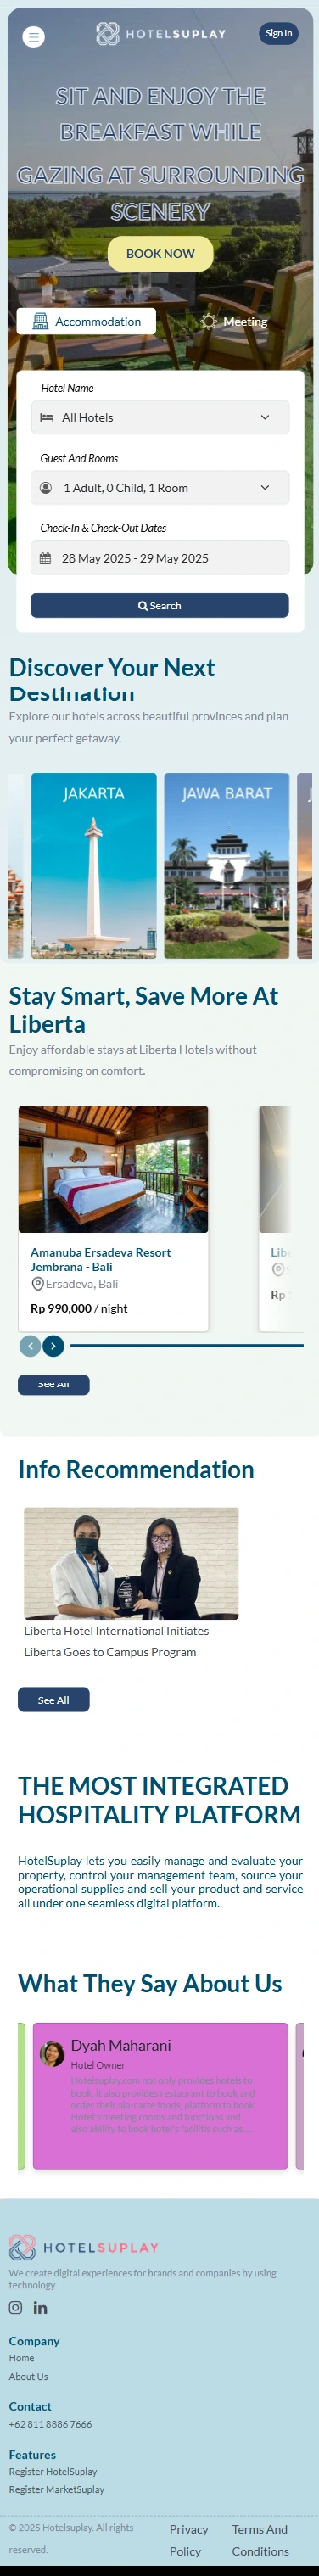 HOTELSUPLAY
Sign In
SIT AND ENJOY THE
BREAKFAST WHILE
GAZING AT SURROUNDING
SCENERY
BOOK NOW
Accommodation
Meeting
Hotel Name
All Hotels
Guest And Rooms
1 Adult, 0 Child, 1 Room
Check-In & Check-Out Dates
28 May 2025 - 29 May 2025
Search
Discover Your Next
Destination
Explore our hotels across beautiful provinces and plan
your perfect getaway.
JAKARTA
JAWA BARAT
Stay Smart, Save More At
Liberta
Enjoy affordable stays at Liberta Hotels without
compromising on comfort.
Amanuba Ersadeva Resort
Jembrana - Bali
Ersadeva, Bali
Rp 990,000 / night
Libe
Rp
See All
Info Recommendation
Liberta Hotel International Initiates
Liberta Goes to Campus Program
See All
THE MOST INTEGRATED
HOSPITALITY PLATFORM
HotelSuplay lets you easily manage and evaluate your
property, control your management team, source your
operational supplies and sell your product and service
all under one seamless digital platform.
What They Say About Us
Dyah Maharani
Hotel Owner
Hotelsuplay.com not only provides hotels to
book, it also provides restaurant to book and
order their ala-carte foods, platform to book
Hotel's meeting rooms and functions and
also ability to book hotel's facilitis such as...
HOTELSUPLAY
We create digital experiences for brands and companies by using
technology.
Company
Home
About Us
Contact
+62 811 8886 7666
Features
Register HotelSuplay
Register MarketSuplay
© 2025 Hotelsuplay. All rights
reserved.
Privacy
Policy
Terms And
Conditions